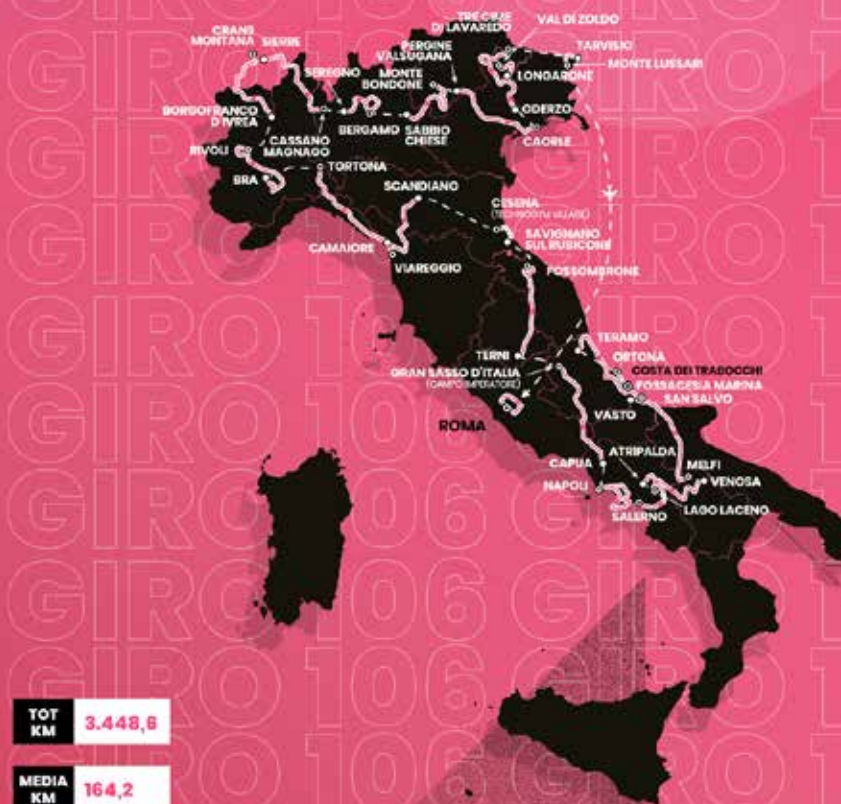 GIRO 106
TRE CIME
DI LAVAREDO
VAL DI ZOLDO
CRANS
MONTANA
SIERRE
PERGINE
VALSUGANA
TARVISIO
MONTE LUSSARI
LONGARONE
SEREGNO
MONTE
BONDONE
ODERZO
BORGOFRANCO
D'IVREA
BERGAMO
SABBIO
CHIESE
CAORLE
CASSANO
MAGNAGO
RIVOLI
TORTONA
BRA
SCANDIANO
CESENA
(TECHNOGYM VILLAGE)
SAVIGNANO
SUL RUBICONE
CAMAIORE
VIAREGGIO
FOSSOMBRONE
TERAMO
TERNI
ORTONA
GRAN SASSO D'ITALIA
(CAMPO IMPERATORE)
COSTA DEI TRABOCCHI
FOSSACESIA MARINA
SAN SALVO
VASTO
ROMA
ATRIPALDA
CAPUA
MELFI
NAPOLI
VENOSA
LAGO LACENO
SALERNO
TOT
KM
3.448,6
MEDIA
KM
164,2